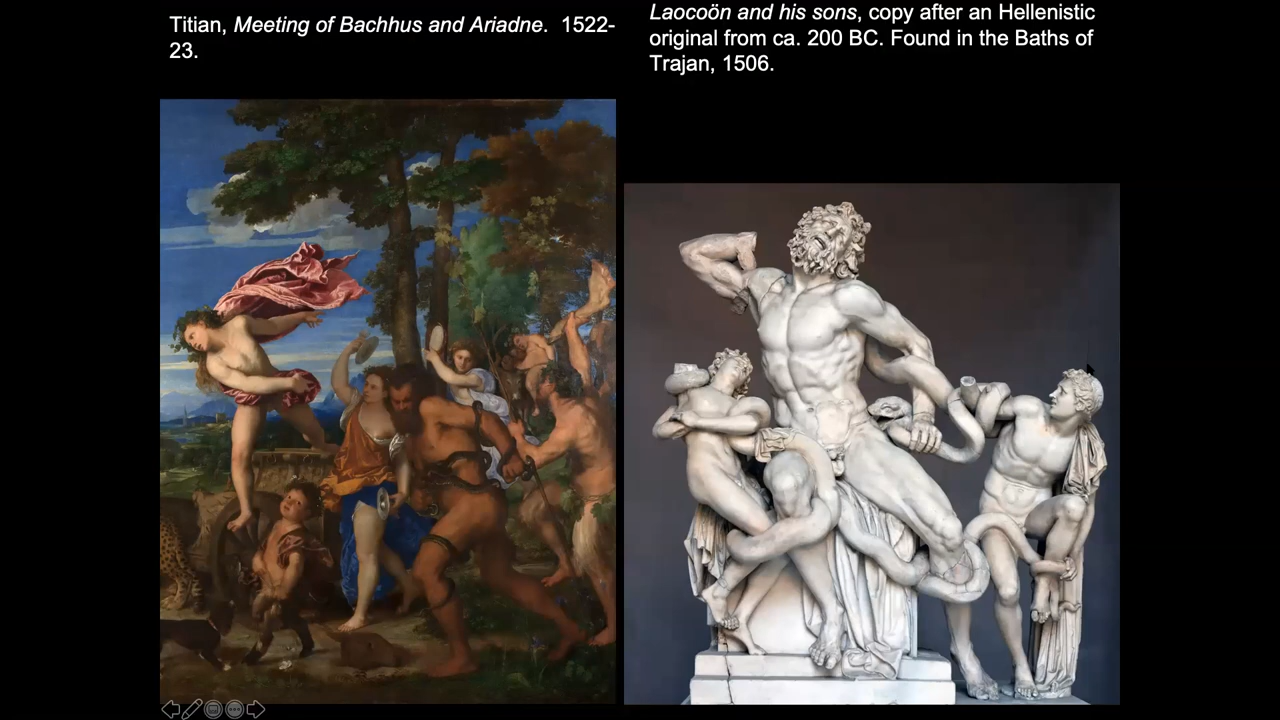 Titian, Meeting of Bachhus and Ariadne. 1522-
23.
Laocoön and his sons, copy after an Hellenistic
original from ca. 200 BC. Found in the Baths of
Trajan, 1506.